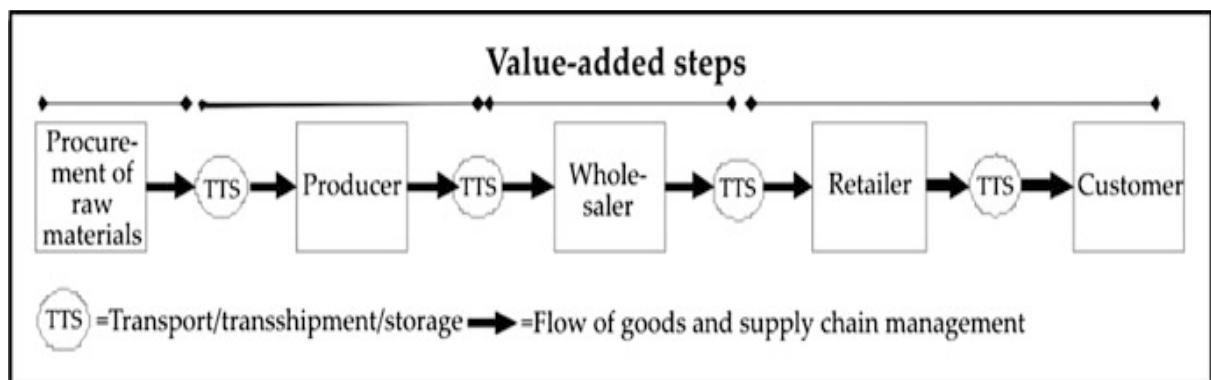 Value-added steps
Procure-
ment of
raw
materials
TTS
Producer
TTS
Whole-
saler
TTS
Retailer
TTS
Customer
TTS =Transport/transshipment/storage =Flow of goods and supply chain management